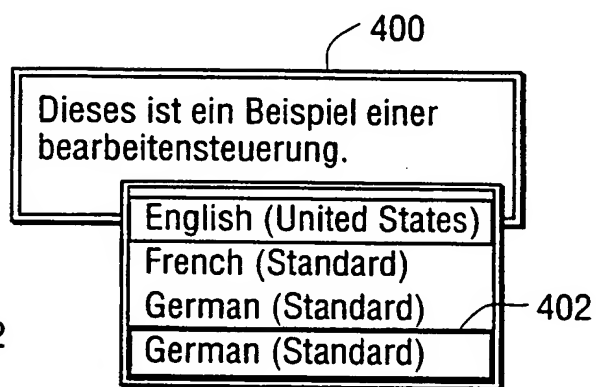 400
Dieses ist ein Beispiel einer
bearbeitensteuerung.
English (United States)
French (Standard)
German (Standard)
402
German (Standard)
2